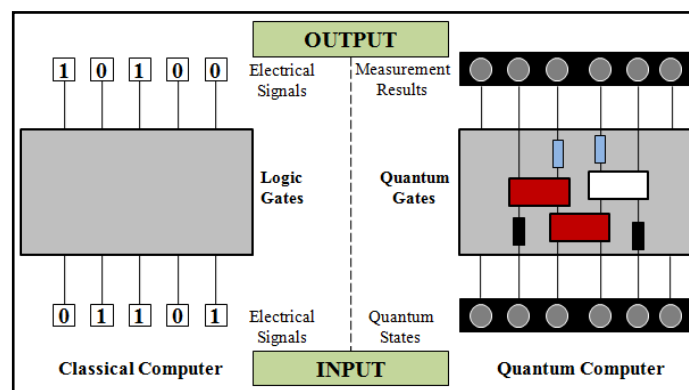 OUTPUT
1 0 1 0 0
Electrical
Signals
Measurement
Results
Logic
Gates
Quantum
Gates
0 1 1 0 1
Electrical
Signals
Quantum
States
Classical Computer
INPUT
Quantum Computer